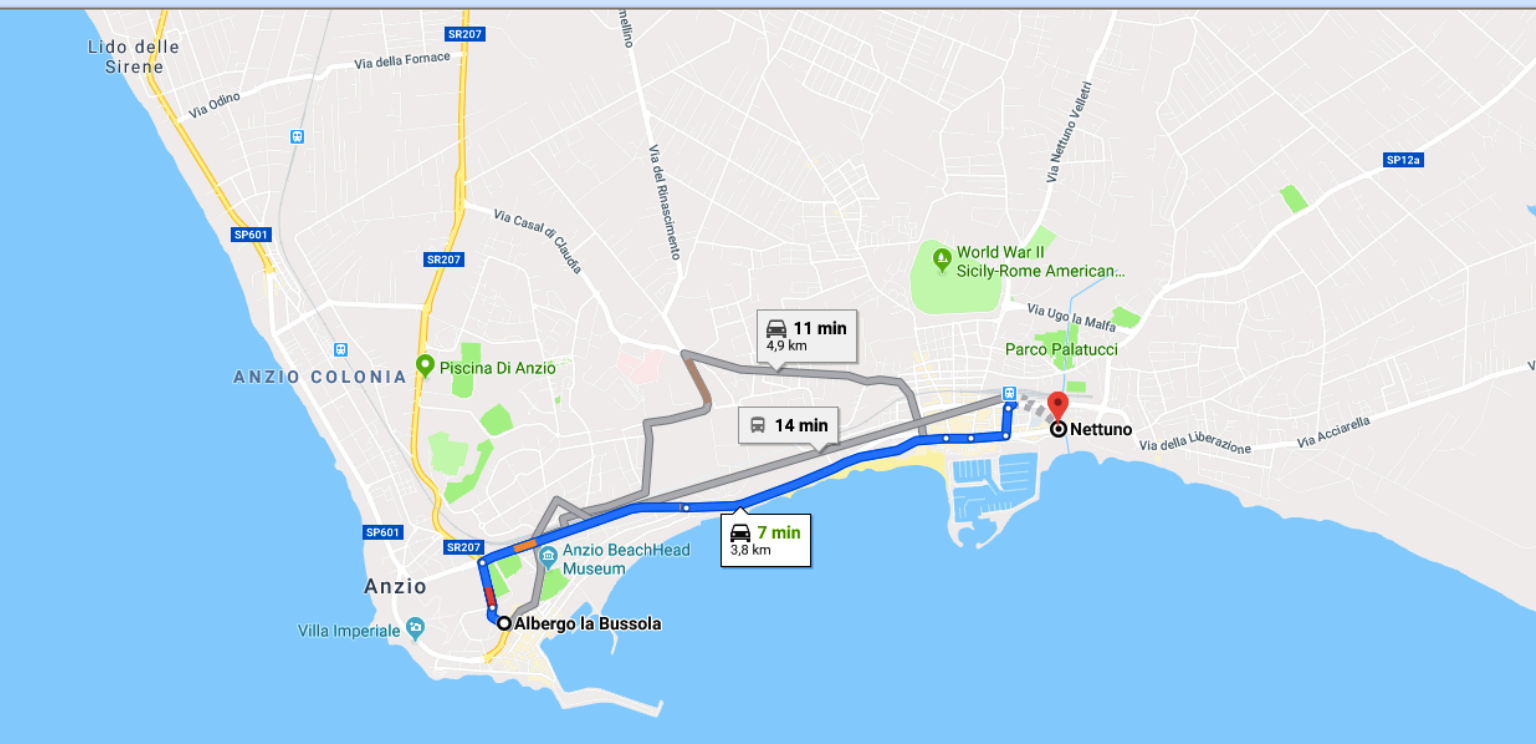 SR207
Lido delle
Sirene
Via della Fornace
Via Odino
Via Nettuno Velletri
SP12a
Via del Rinascimento
Via Casal di Claudia
SP601
SR207
World War II
Sicily-Rome American...
Via Ugo la Malfa
11 min
4,9 km
Parco Palatucci
Piscina Di Anzio
ANZIO COLONIA
14 min
Nettuno
Via della Liberazione
Via Acciarella
7 min
3,8 km
SP601
SR207
Anzio BeachHead
Museum
Anzio
Albergo la Bussola
Villa Imperiale